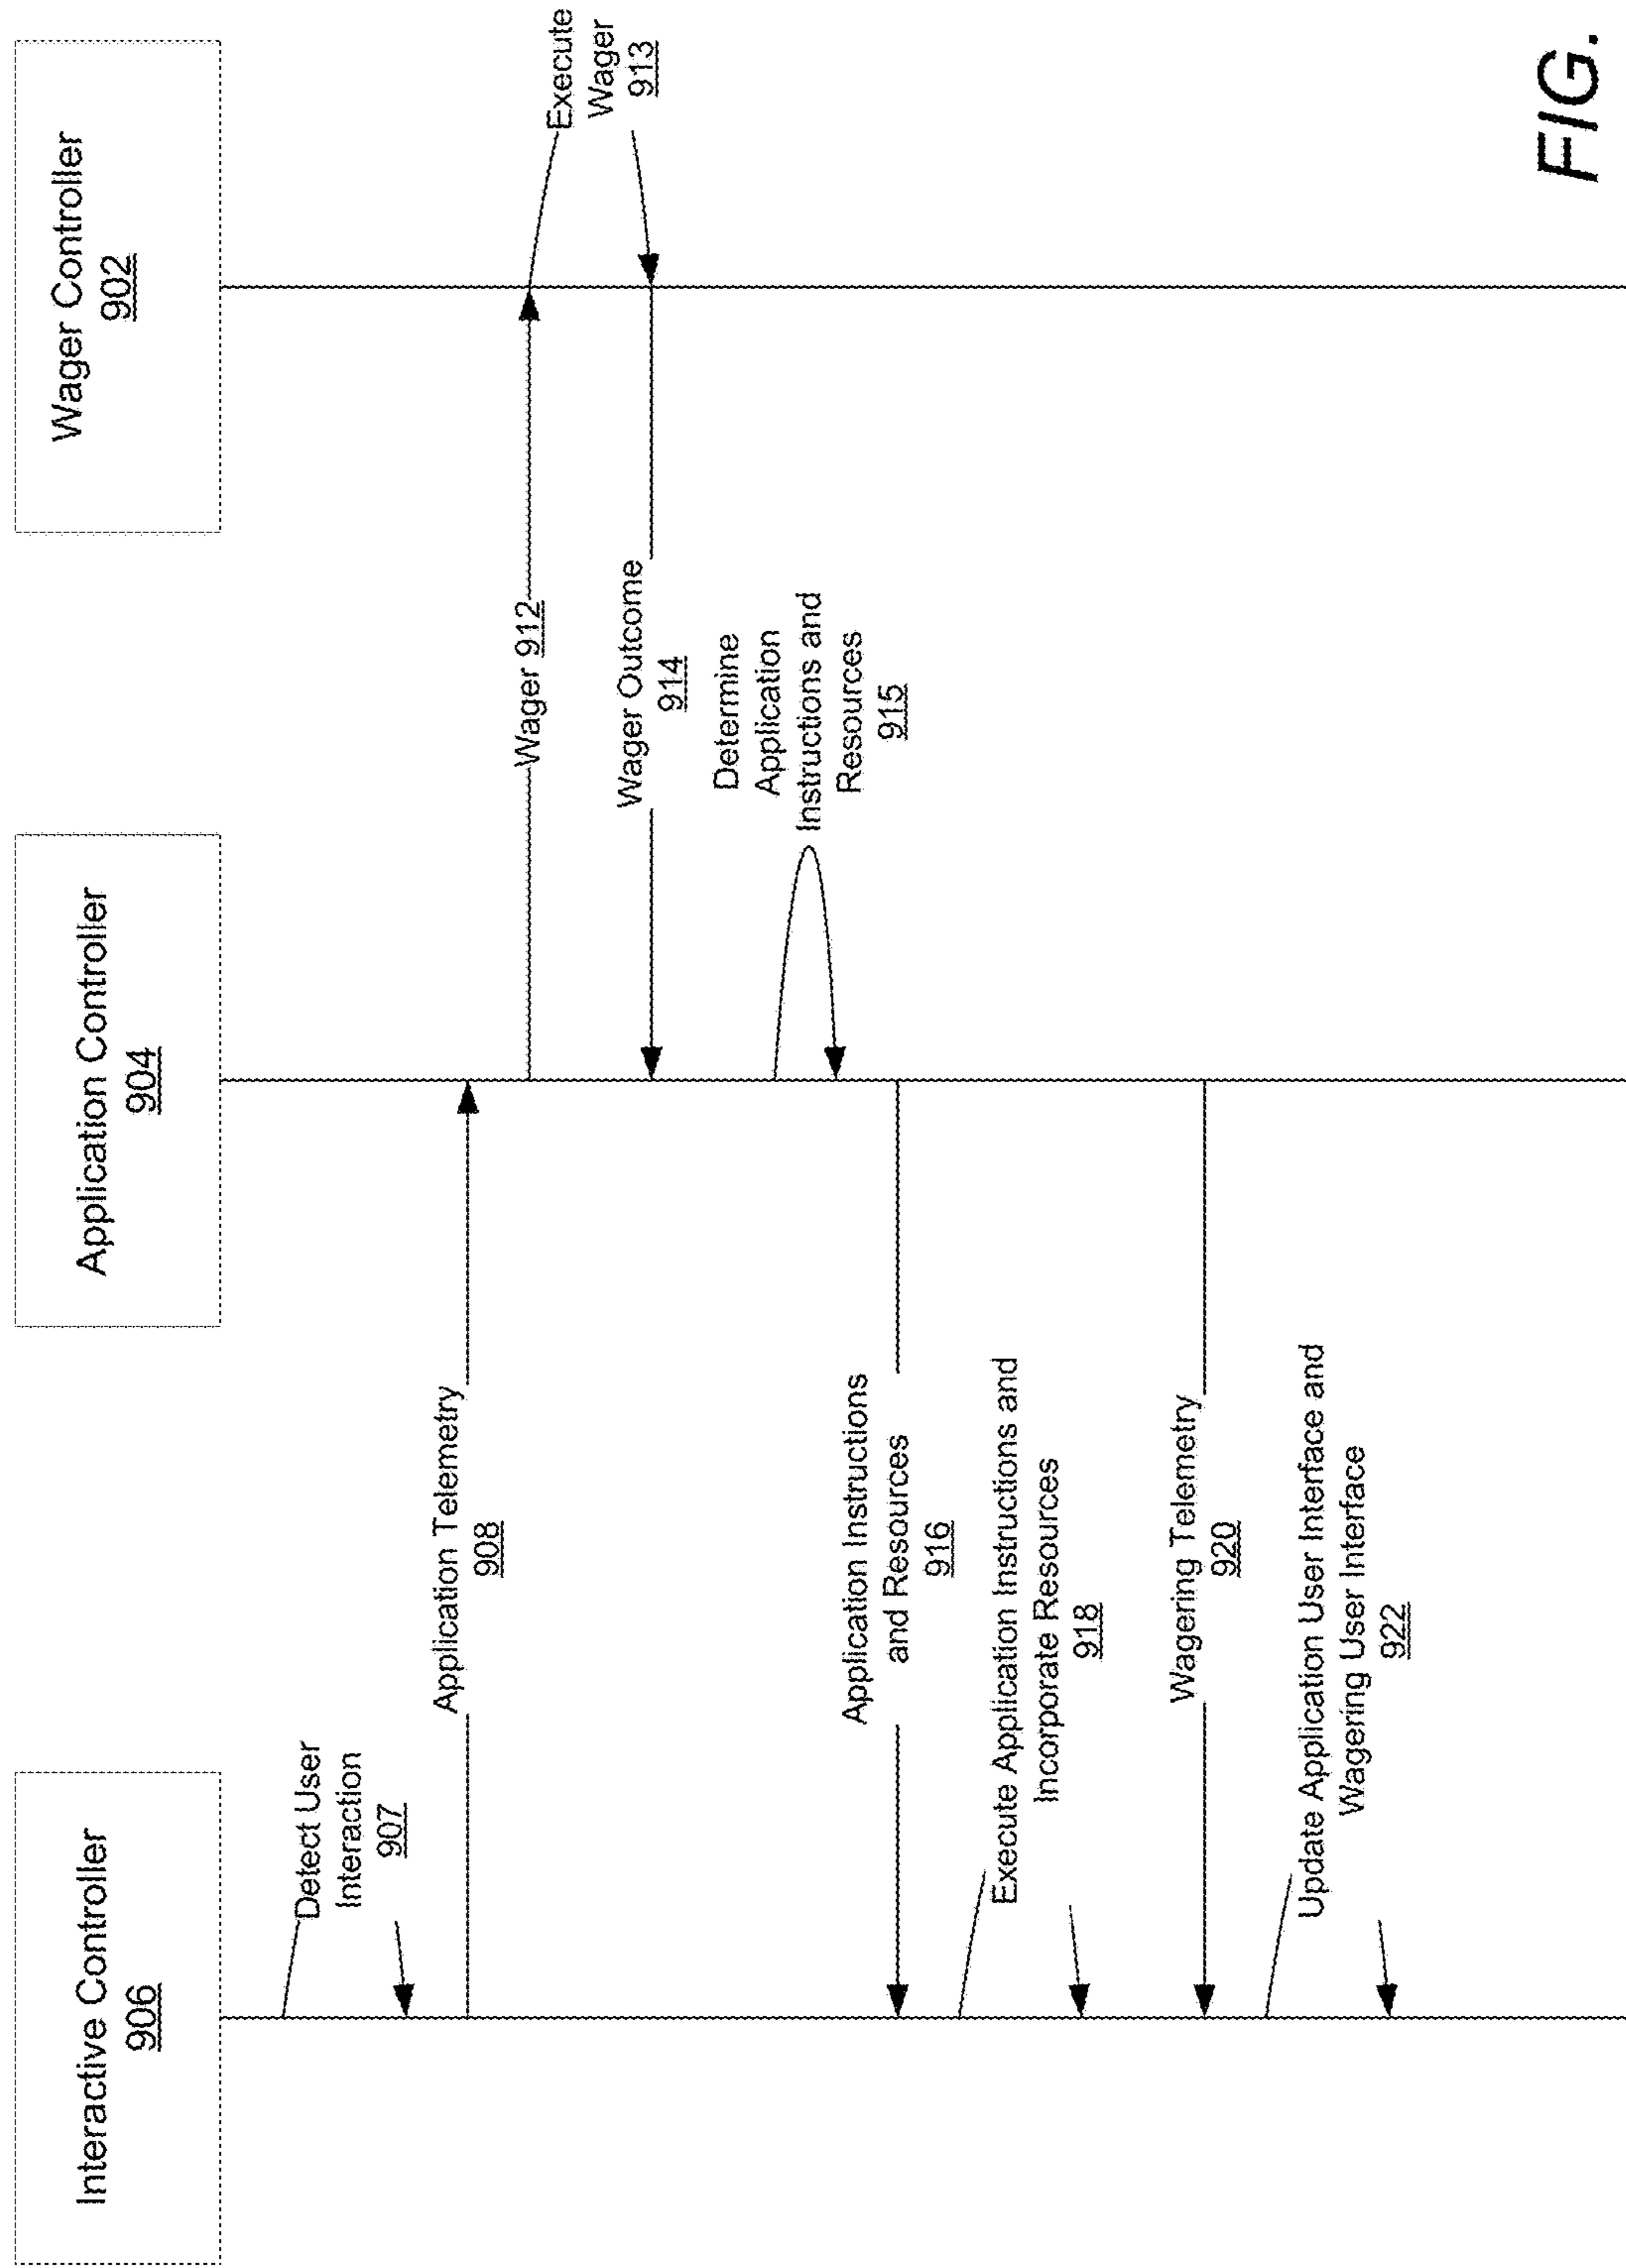 Interactive Controller
906
Application Controller
904
Wager Controller
902
Detect User
Interaction
907
Application Telemetry
908
Wager 912
Execute
Wager
913
Wager Outcome
914
Determine
Application
Instructions and
Resources
915
Application Instructions
and Resources
916
Execute Application Instructions and
Incorporate Resources
918
Wagering Telemetry
920
Update Application User Interface and
Wagering User Interface
922
FIG.